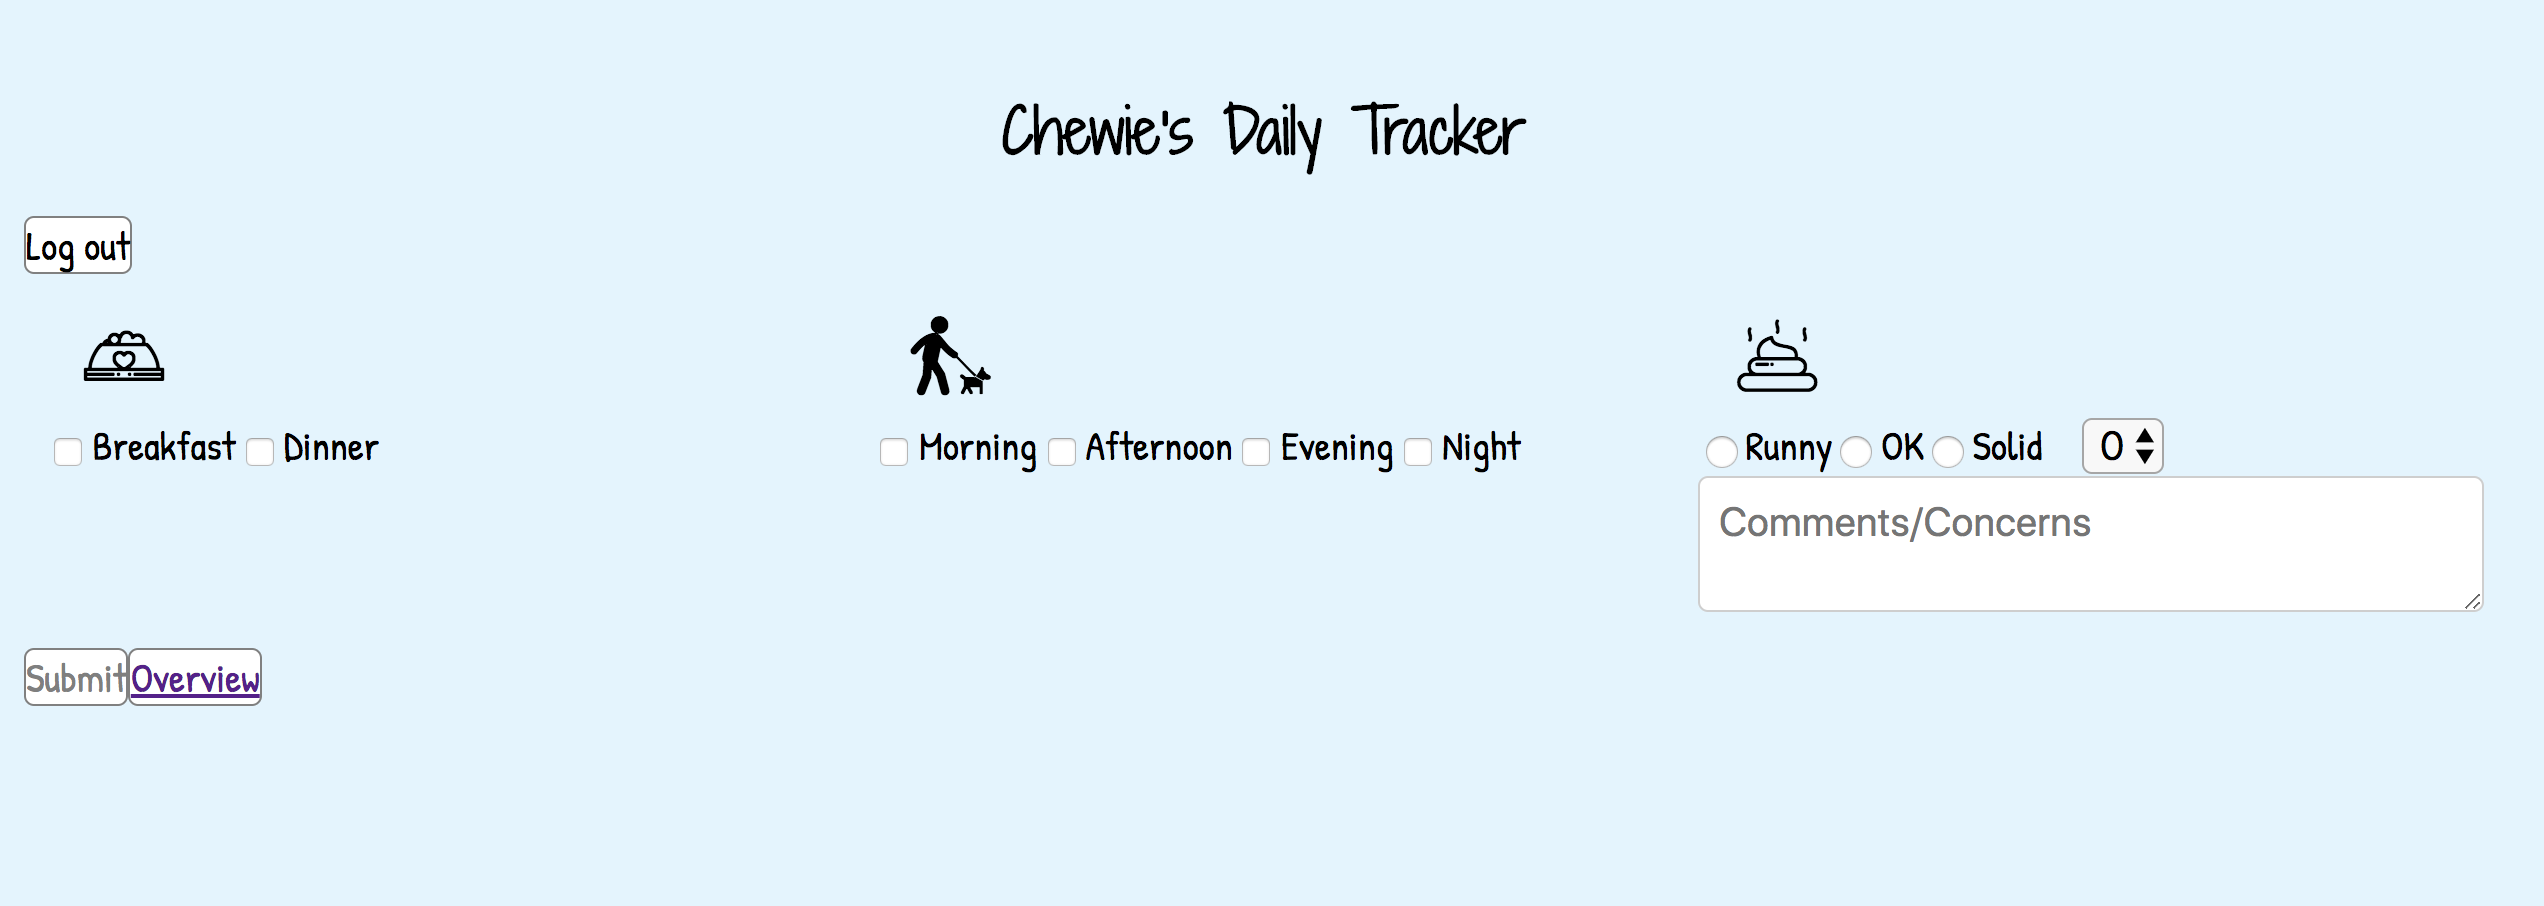 Chewie's Daily Tracker
Log out
Breakfast Dinner
Morning Afternoon Evening Night
Runny OK Solid 0
Comments/Concerns
Submit Overview